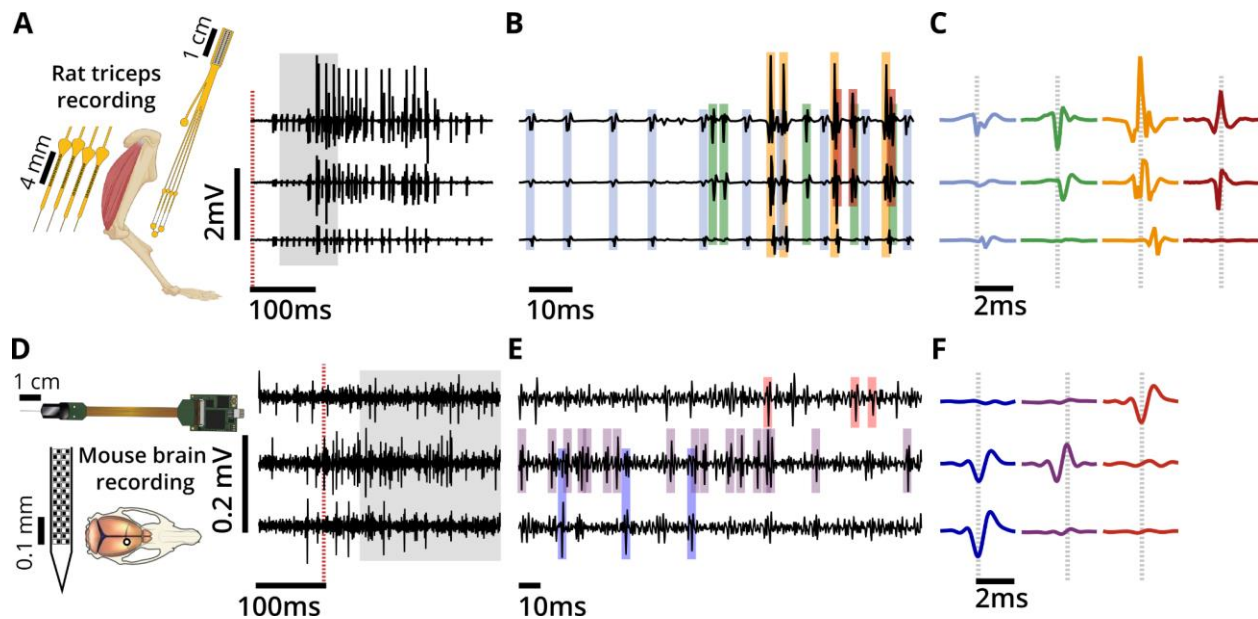 A
Rat triceps
recording
1 cm
4 mm
2mV
100ms
B
10ms
C
2ms
D
1 cm
Mouse brain
recording
0.1 mm
0.2 mV
100ms
E
10ms
F
2ms